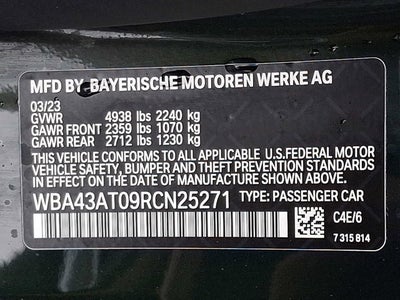 MFD BY BAYERISCHE MOTOREN WERKE AG
03/23
GVWR 4938 lbs 2240 kg
GAWR FRONT 2359 lbs 1070 kg
GAWR REAR 2712 lbs 1230 kg
THIS VEHICLE CONFORMS TO ALL APPLICABLE U.S.FEDERAL MOTOR
VEHICLE SAFETY, BUMPER, AND THEFT PREVENTION STANDARDS
IN EFFECT ON THE DATE OF MANUFACTURE SHOWN ABOVE.
WBA43AT09RCN25271 TYPE: PASSENGER CAR
C4E/6
7 315 814